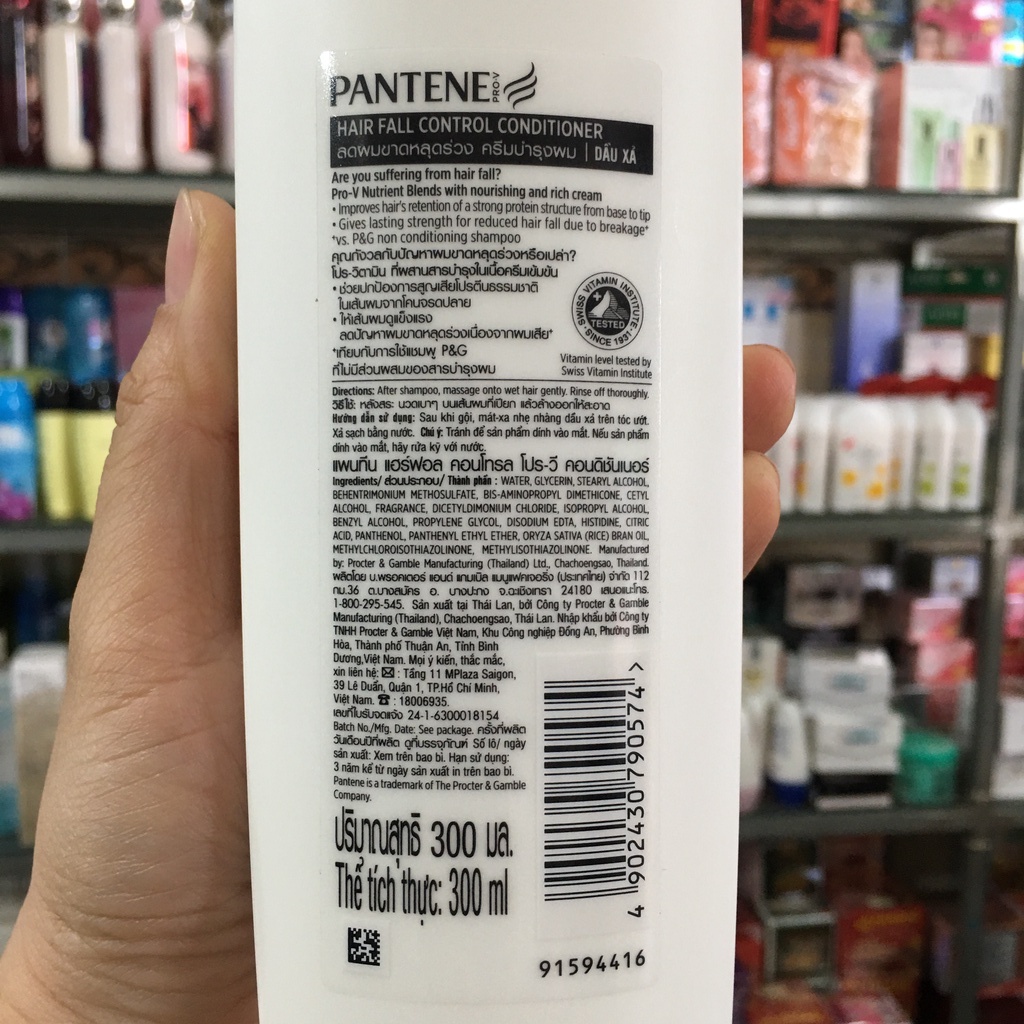 PANTENE PRO-V
HAIR FALL CONTROL CONDITIONER
ลดผมขาดหลุดร่วง ครีมบำรุงผม | DẦU XẢ
Are you suffering from hair fall?
Pro-V Nutrient Blends with nourishing and rich cream
• Improves hair's retention of a strong protein structure from base to tip
• Gives lasting strength for reduced hair fall due to breakage*
*vs. P&G non conditioning shampoo
คุณกังวลกับปัญหาผมขาดหลุดร่วงหรือเปล่า?
โปร-วิตามิน ที่ผสานสารบำรุงในเนื้อครีมเข้มข้น
• ช่วยปกป้องการสูญเสียโปรตีนธรรมชาติ
ในเส้นผมจากโคนจรดปลาย
• ให้เส้นผมดูแข็งแรง
ลดปัญหาผมขาดหลุดร่วงเนื่องจากผมเสีย*
*เทียบกับการใช้แชมพู P&G
ที่ไม่มีส่วนผสมของสารบำรุงผม
SWISS VITAMIN INSTITUTE
TESTED
• SINCE 1931 •
Vitamin level tested by
Swiss Vitamin Institute
Directions: After shampoo, massage onto wet hair gently. Rinse off thoroughly.
วิธีใช้: หลังสระ นวดเบาๆ บนเส้นผมที่เปียก แล้วล้างออกให้สะอาด
Hướng dẫn sử dụng: Sau khi gội, mát-xa nhẹ nhàng dầu xả trên tóc ướt.
Xả sạch bằng nước. Chú ý: Tránh để sản phẩm dính vào mắt. Nếu sản phẩm
dính vào mắt, hãy rửa kỹ với nước.
แพนทีน แฮร์ฟอล คอนโทรล โปร-วี คอนดิชันเนอร์
Ingredients/ ส่วนประกอบ/ Thành phần : WATER, GLYCERIN, STEARYL ALCOHOL,
BEHENTRIMONIUM METHOSULFATE, BIS-AMINOPROPYL DIMETHICONE, CETYL
ALCOHOL, FRAGRANCE, DICETYLDIMONIUM CHLORIDE, ISOPROPYL ALCOHOL,
BENZYL ALCOHOL, PROPYLENE GLYCOL, DISODIUM EDTA, HISTIDINE, CITRIC
ACID, PANTHENOL, PANTHENYL ETHYL ETHER, ORYZA SATIVA (RICE) BRAN OIL,
METHYLCHLOROISOTHIAZOLINONE, METHYLISOTHIAZOLINONE. Manufactured
by: Procter & Gamble Manufacturing (Thailand) Ltd., Chachoengsao, Thailand.
ผลิตโดย บ.พรอคเตอร์ แอนด์ แกมเบิล แมนูแฟคเจอริ่ง (ประเทศไทย) จำกัด 112
ถม.36 ต.บางสมัคร อ. บางปะกง จ.ฉะเชิงเทรา 24180 เสนอแนะโทร.
1-800-295-545. Sản xuất tại Thái Lan, bởi Công ty Procter & Gamble
Manufacturing (Thailand), Chachoengsao, Thái Lan. Nhập khẩu bởi Công ty
TNHH Procter & Gamble Việt Nam, Khu Công nghiệp Đồng An, Phường Bình
Hòa, Thành phố Thuận An, Tỉnh Bình
Dương,Việt Nam. Mọi ý kiến, thắc mắc,
xin liên hệ: ✉ : Tầng 11 MPlaza Saigon,
39 Lê Duẩn, Quận 1, TP.Hồ Chí Minh,
Việt Nam. ☎ : 18006935.
เลขที่ใบรับจดแจ้ง 24-1-6300018154
Batch No./Mfg. Date: See package. ครั้งที่ผลิต
วันเดือนปีที่ผลิต ดูที่บรรจุภัณฑ์ Số lô/ ngày
sản xuất: Xem trên bao bì. Hạn sử dụng:
3 năm kể từ ngày sản xuất in trên bao bì.
Pantene is a trademark of The Procter & Gamble
Company.
ปริมาณสุทธิ 300 มล.
Thể tích thực: 300 ml
4 902430 790574 >
91594416